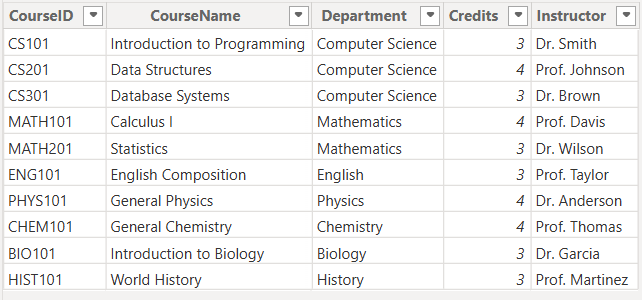 CourseID CourseName Department Credits Instructor
CS101 Introduction to Programming Computer Science 3 Dr. Smith
CS201 Data Structures Computer Science 4 Prof. Johnson
CS301 Database Systems Computer Science 3 Dr. Brown
MATH101 Calculus I Mathematics 4 Prof. Davis
MATH201 Statistics Mathematics 3 Dr. Wilson
ENG101 English Composition English 3 Prof. Taylor
PHYS101 General Physics Physics 4 Dr. Anderson
CHEM101 General Chemistry Chemistry 4 Prof. Thomas
BIO101 Introduction to Biology Biology 3 Dr. Garcia
HIST101 World History History 3 Prof. Martinez